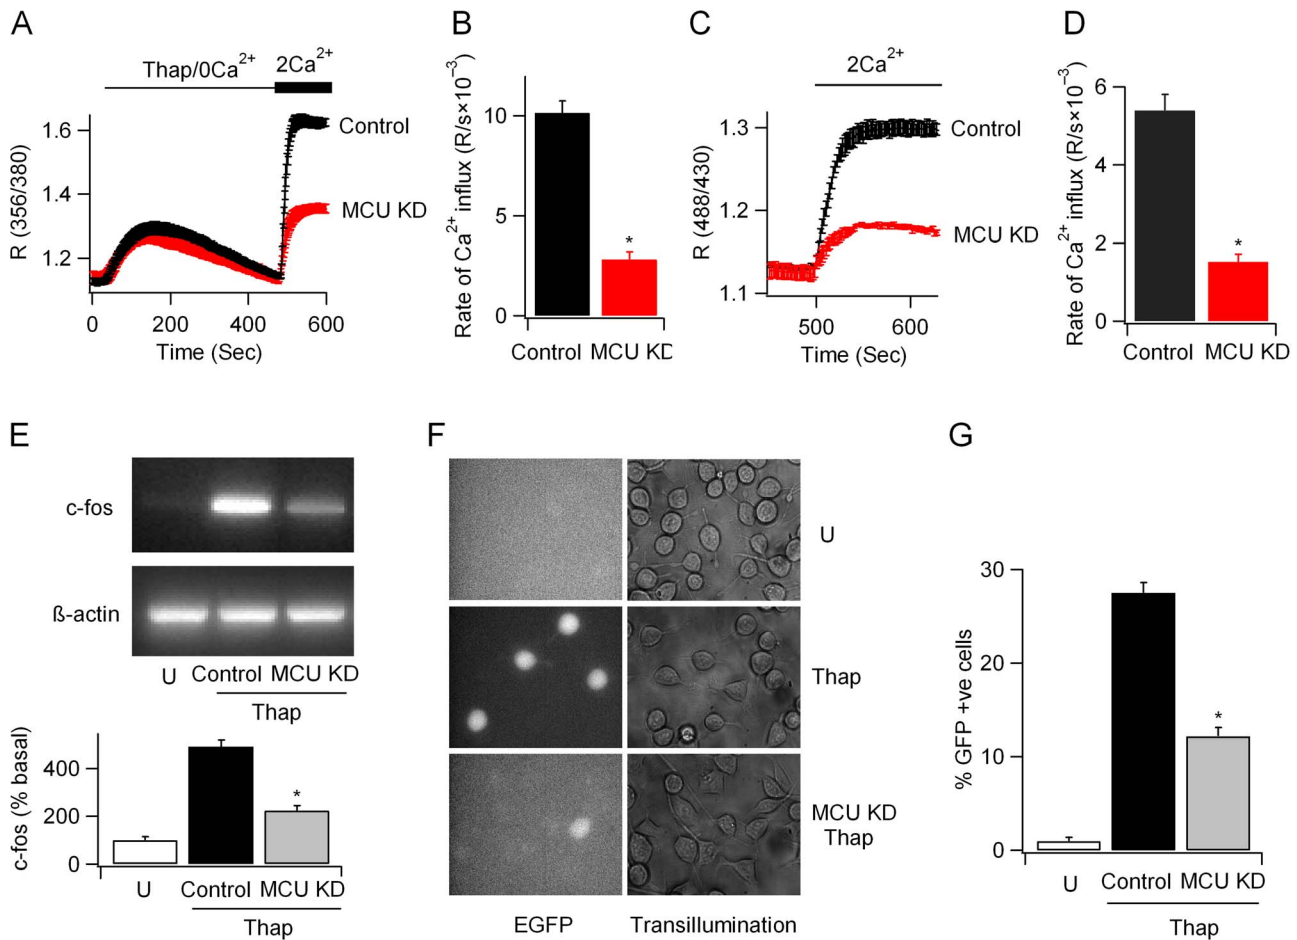 A
Thap/0Ca²⁺
2Ca²⁺
R (356/380)
1.6
1.4
1.2
Control
MCU KD
0
200
400
600
Time (Sec)
B
Rate of Ca²⁺ influx (R/s×10⁻³)
10
5
0
*
Control
MCU KD
C
2Ca²⁺
R (488/430)
1.3
1.2
1.1
Control
MCU KD
500
600
Time (Sec)
D
Rate of Ca²⁺ influx (R/s×10⁻³)
6
4
2
0
*
Control
MCU KD
E
c-fos
ß-actin
U
Control
MCU KD
Thap
c-fos (% basal)
400
200
0
*
U
Control
MCU KD
Thap
F
U
Thap
MCU KD
Thap
EGFP
Transillumination
G
% GFP +ve cells
30
20
10
0
*
U
Control
MCU KD
Thap